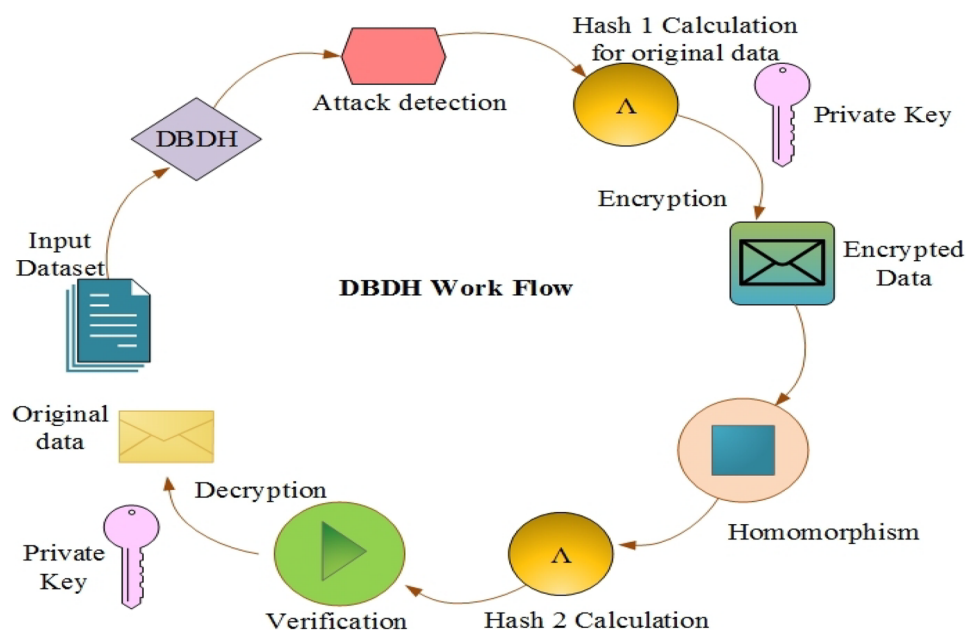 Hash 1 Calculation
for original data
Attack detection
Λ
Private Key
DBDH
Encryption
Input
Dataset
Encrypted
Data
DBDH Work Flow
Original
data
Decryption
Homomorphism
Private
Key
Λ
Verification
Hash 2 Calculation